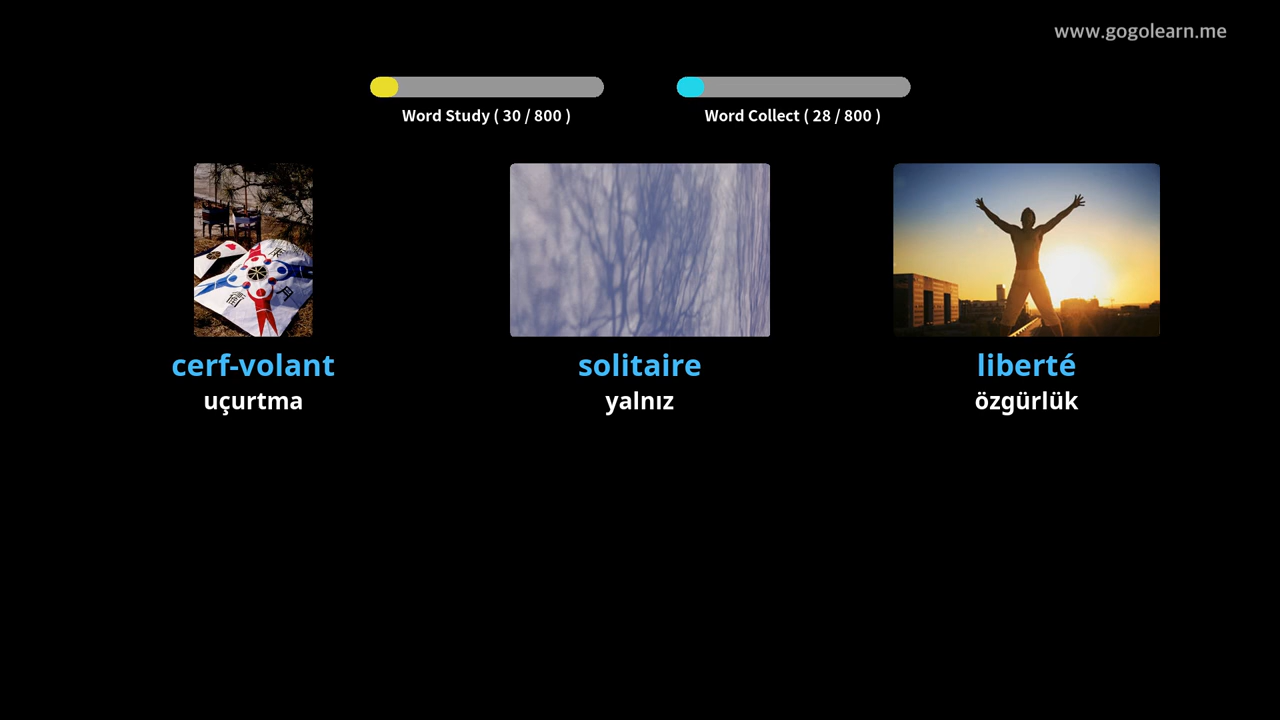 www.gogolearn.me
Word Study ( 30 / 800 )
Word Collect ( 28 / 800 )
cerf-volant
uçurtma
solitaire
yalnız
liberté
özgürlük